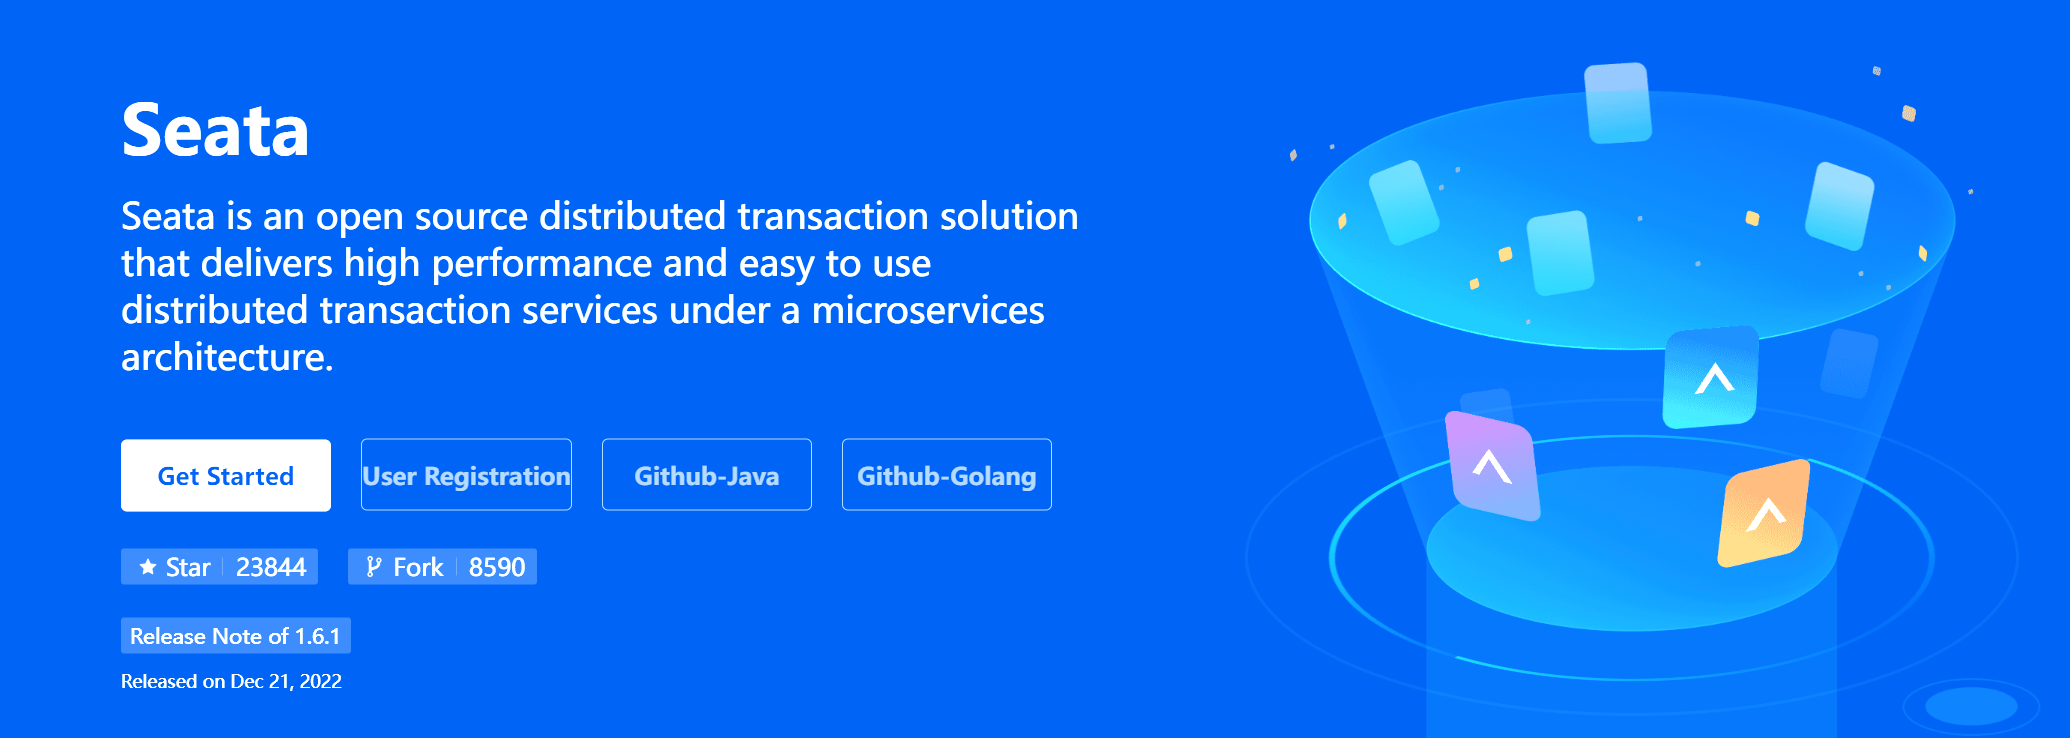 Seata
Seata is an open source distributed transaction solution
that delivers high performance and easy to use
distributed transaction services under a microservices
architecture.
Get Started
User Registration
Github-Java
Github-Golang
Star 23844
Fork 8590
Release Note of 1.6.1
Released on Dec 21, 2022